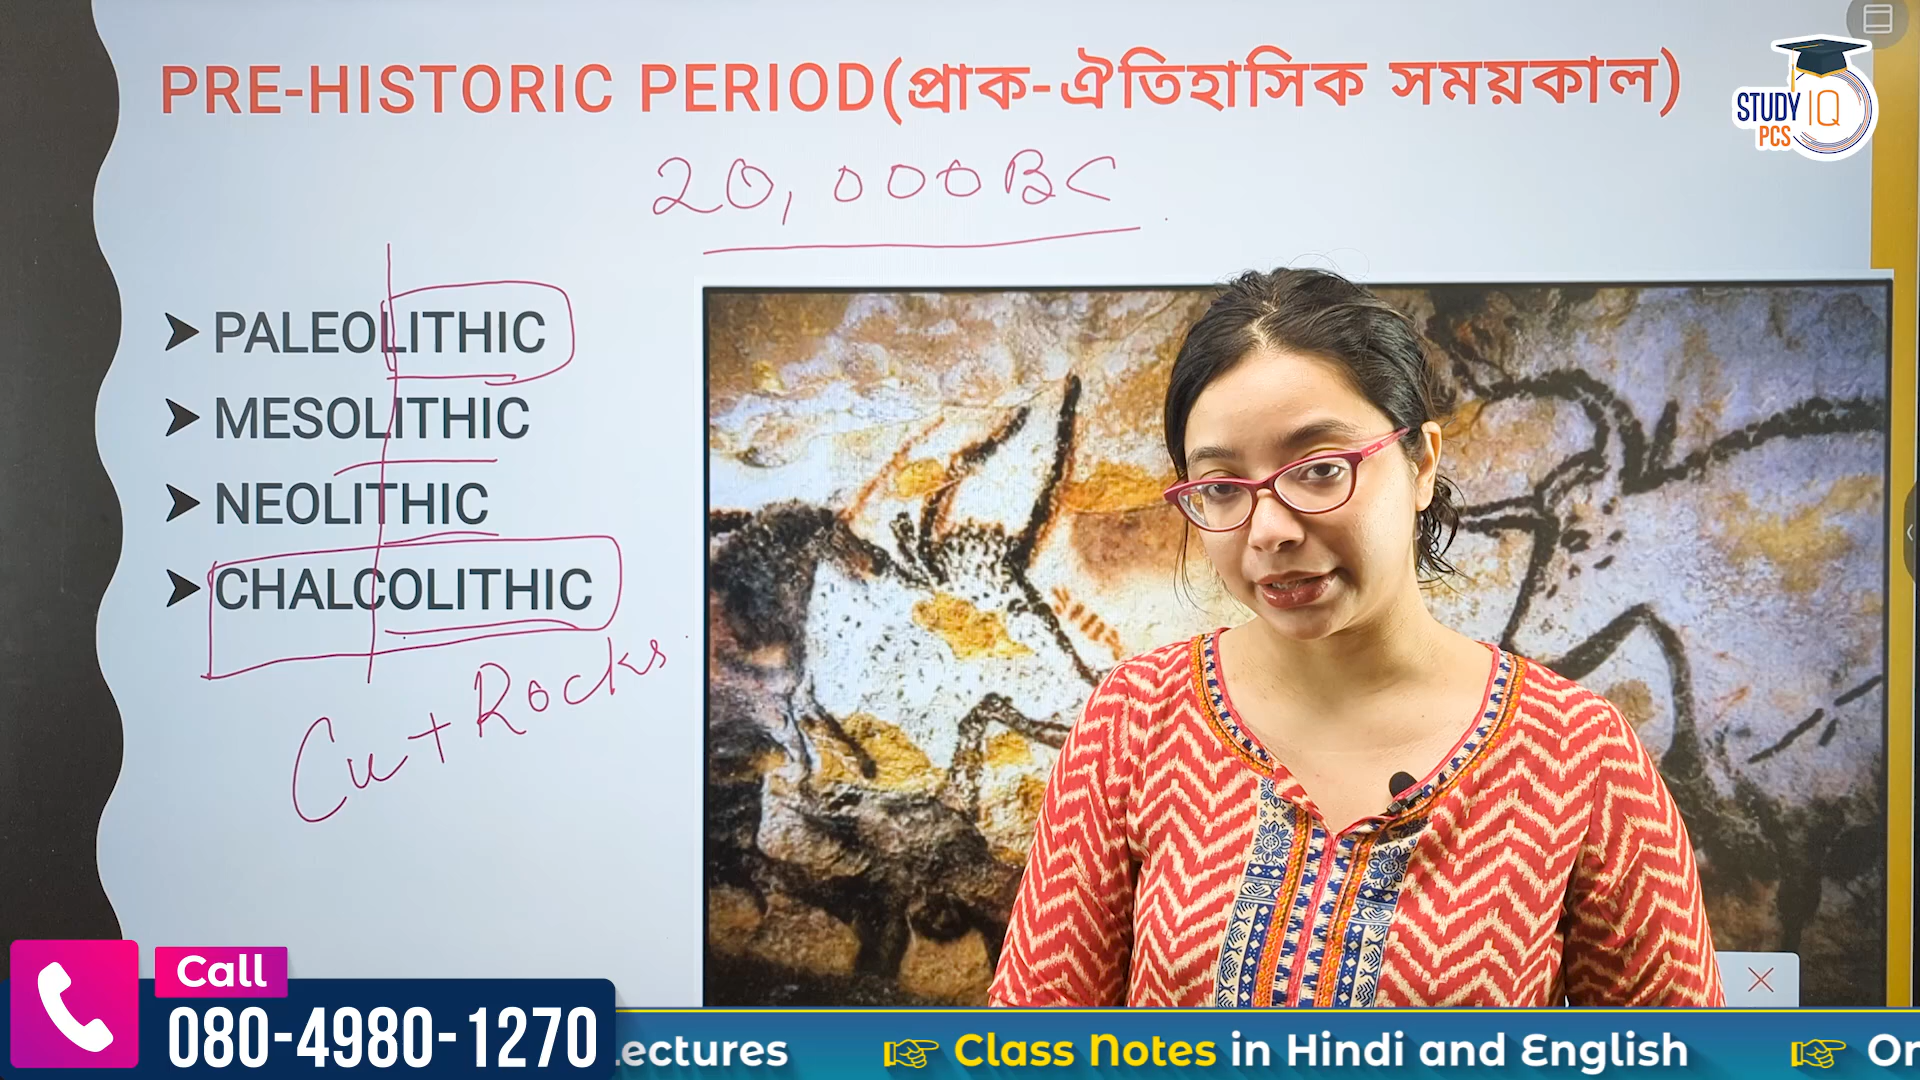 PRE-HISTORIC PERIOD(প্রাক-ঐতিহাসিক সময়কাল)
STUDY IQ
PCS
20,000 BC
➤ PALEOLITHIC
➤ MESOLITHIC
➤ NEOLITHIC
➤ CHALCOLITHIC
Cu + Rocks
Call
080-4980-1270
Lectures
Class Notes in Hindi and English